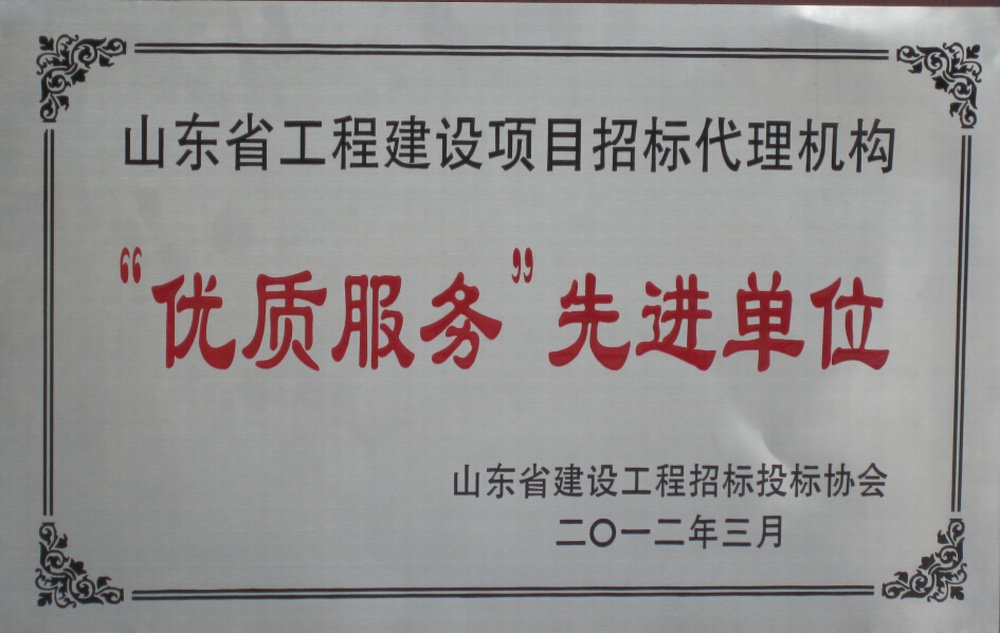 山东省工程建设项目招标代理机构
“优质服务”先进单位
山东省建设工程招标投标协会
二〇一二年三月